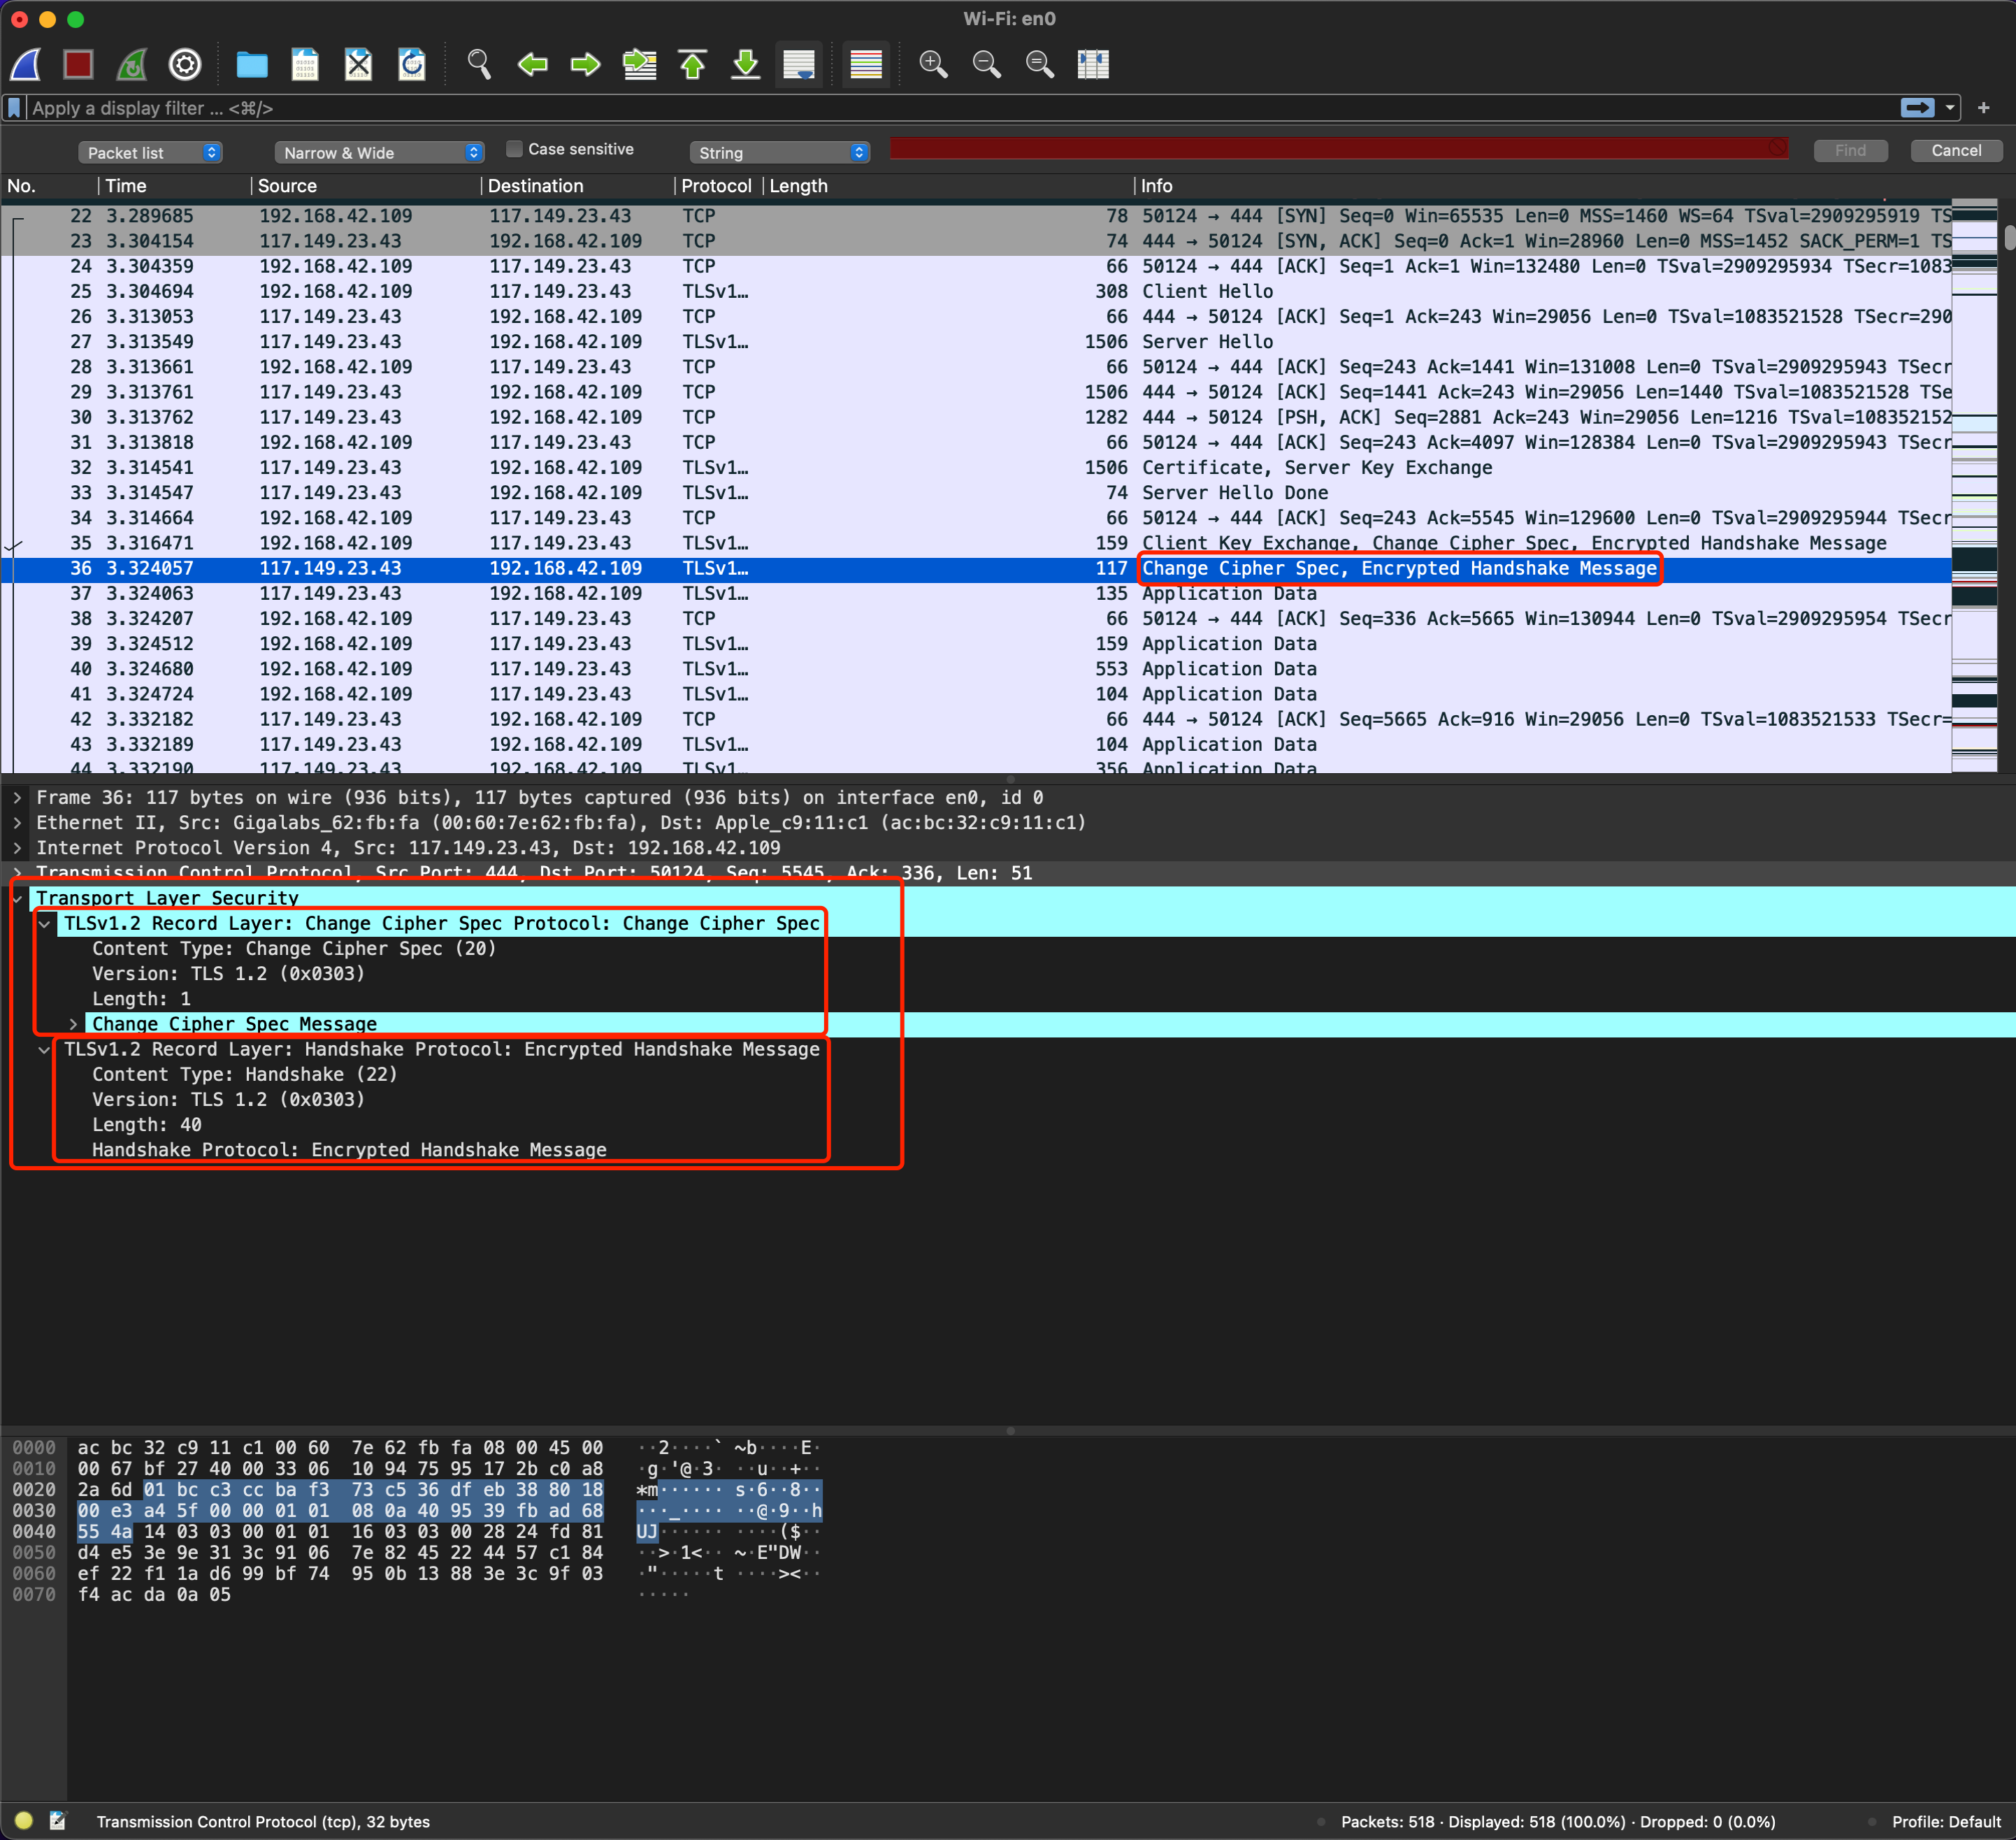 Wi-Fi: en0
Apply a display filter ... <⌘/>
Packet list Narrow & Wide Case sensitive String Find Cancel
No. Time Source Destination Protocol Length Info
22 3.289685 192.168.42.109 117.149.23.43 TCP 78 50124 → 444 [SYN] Seq=0 Win=65535 Len=0 MSS=1460 WS=64 TSval=2909295919 TS
23 3.304154 117.149.23.43 192.168.42.109 TCP 74 444 → 50124 [SYN, ACK] Seq=0 Ack=1 Win=28960 Len=0 MSS=1452 SACK_PERM=1 TS
24 3.304359 192.168.42.109 117.149.23.43 TCP 66 50124 → 444 [ACK] Seq=1 Ack=1 Win=132480 Len=0 TSval=2909295934 TSecr=1083
25 3.304694 192.168.42.109 117.149.23.43 TLSv1… 308 Client Hello
26 3.313053 117.149.23.43 192.168.42.109 TCP 66 444 → 50124 [ACK] Seq=1 Ack=243 Win=29056 Len=0 TSval=1083521528 TSecr=290
27 3.313549 117.149.23.43 192.168.42.109 TLSv1… 1506 Server Hello
28 3.313661 192.168.42.109 117.149.23.43 TCP 66 50124 → 444 [ACK] Seq=243 Ack=1441 Win=131008 Len=0 TSval=2909295943 TSecr
29 3.313761 117.149.23.43 192.168.42.109 TCP 1506 444 → 50124 [ACK] Seq=1441 Ack=243 Win=29056 Len=1440 TSval=1083521528 TSe
30 3.313762 117.149.23.43 192.168.42.109 TCP 1282 444 → 50124 [PSH, ACK] Seq=2881 Ack=243 Win=29056 Len=1216 TSval=108352152
31 3.313818 192.168.42.109 117.149.23.43 TCP 66 50124 → 444 [ACK] Seq=243 Ack=4097 Win=128384 Len=0 TSval=2909295943 TSecr
32 3.314541 117.149.23.43 192.168.42.109 TLSv1… 1506 Certificate, Server Key Exchange
33 3.314547 117.149.23.43 192.168.42.109 TLSv1… 74 Server Hello Done
34 3.314664 192.168.42.109 117.149.23.43 TCP 66 50124 → 444 [ACK] Seq=243 Ack=5545 Win=129600 Len=0 TSval=2909295944 TSecr
35 3.316471 192.168.42.109 117.149.23.43 TLSv1… 159 Client Key Exchange, Change Cipher Spec, Encrypted Handshake Message
36 3.324057 117.149.23.43 192.168.42.109 TLSv1… 117 Change Cipher Spec, Encrypted Handshake Message
37 3.324063 117.149.23.43 192.168.42.109 TLSv1… 135 Application Data
38 3.324207 192.168.42.109 117.149.23.43 TCP 66 50124 → 444 [ACK] Seq=336 Ack=5665 Win=130944 Len=0 TSval=2909295954 TSecr
39 3.324512 192.168.42.109 117.149.23.43 TLSv1… 159 Application Data
40 3.324680 192.168.42.109 117.149.23.43 TLSv1… 553 Application Data
41 3.324724 192.168.42.109 117.149.23.43 TLSv1… 104 Application Data
42 3.332182 117.149.23.43 192.168.42.109 TCP 66 444 → 50124 [ACK] Seq=5665 Ack=916 Win=29056 Len=0 TSval=1083521533 TSecr=
43 3.332189 117.149.23.43 192.168.42.109 TLSv1… 104 Application Data
44 3.332190 117.149.23.43 192.168.42.109 TLSv1… 356 Application Data
Frame 36: 117 bytes on wire (936 bits), 117 bytes captured (936 bits) on interface en0, id 0
Ethernet II, Src: Gigalabs_62:fb:fa (00:60:7e:62:fb:fa), Dst: Apple_c9:11:c1 (ac:bc:32:c9:11:c1)
Internet Protocol Version 4, Src: 117.149.23.43, Dst: 192.168.42.109
Transmission Control Protocol, Src Port: 444, Dst Port: 50124, Seq: 5545, Ack: 336, Len: 51
Transport Layer Security
TLSv1.2 Record Layer: Change Cipher Spec Protocol: Change Cipher Spec
Content Type: Change Cipher Spec (20)
Version: TLS 1.2 (0x0303)
Length: 1
Change Cipher Spec Message
TLSv1.2 Record Layer: Handshake Protocol: Encrypted Handshake Message
Content Type: Handshake (22)
Version: TLS 1.2 (0x0303)
Length: 40
Handshake Protocol: Encrypted Handshake Message
0000 ac bc 32 c9 11 c1 00 60 7e 62 fb fa 08 00 45 00 ··2····` ~b····E·
0010 00 67 bf 27 40 00 33 06 10 94 75 95 17 2b c0 a8 ·g·'@·3· ··u··+··
0020 2a 6d 01 bc c3 cc ba f3 73 c5 36 df eb 38 80 18 *m······ s·6··8··
0030 00 e3 a4 5f 00 00 01 01 08 0a 40 95 39 fb ad 68 ···_···· ··@·9··h
0040 55 4a 14 03 03 00 01 01 16 03 03 00 28 24 fd 81 UJ······ ····($··
0050 d4 e5 3e 9e 31 3c 91 06 7e 82 45 22 44 57 c1 84 ··>·1<·· ~·E"DW··
0060 ef 22 f1 1a d6 99 bf 74 95 0b 13 88 3e 3c 9f 03 ·"·····t ····><··
0070 f4 ac da 0a 05 ·····
Transmission Control Protocol (tcp), 32 bytes Packets: 518 · Displayed: 518 (100.0%) · Dropped: 0 (0.0%) Profile: Default